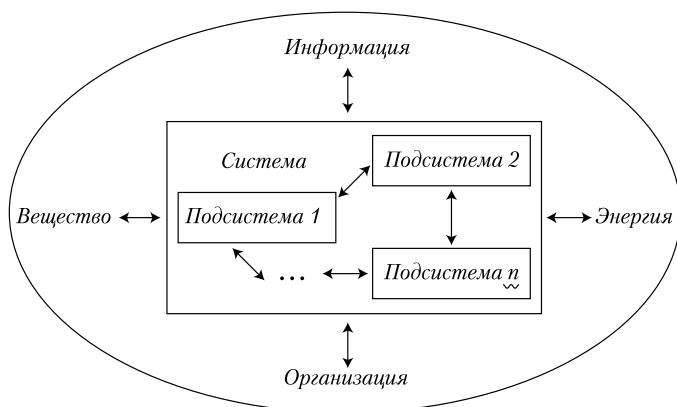 Информация
Система
Подсистема 2
Вещество
Подсистема 1
Энергия
...
Подсистема n
Организация